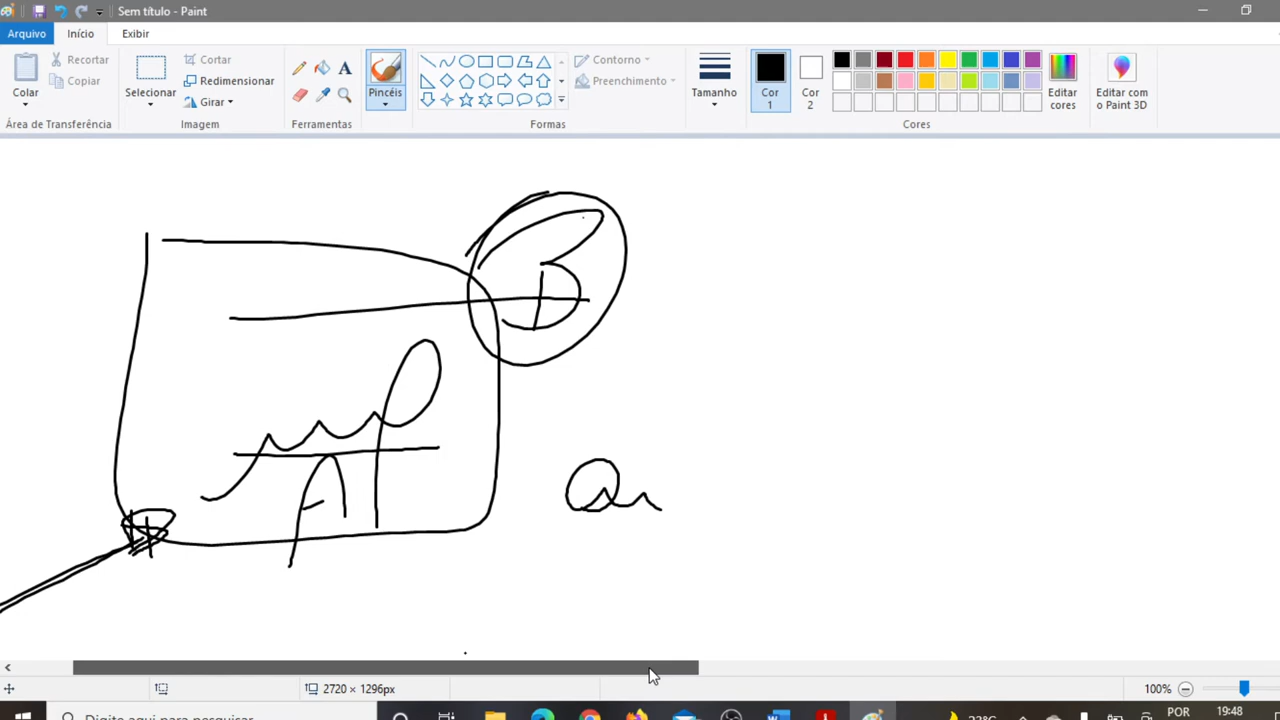 Sem título - Paint
Arquivo Início Exibir
Colar
Recortar
Copiar
Área de Transferência
Selecionar
Cortar
Redimensionar
Girar
Imagem
Ferramentas
Pincéis
Contorno
Preenchimento
Formas
Tamanho
Cor 1
Cor 2
Editar cores
Cores
Editar com o Paint 3D
2720 × 1296px
100%
Digite aqui para pesquisar
POR
19:48